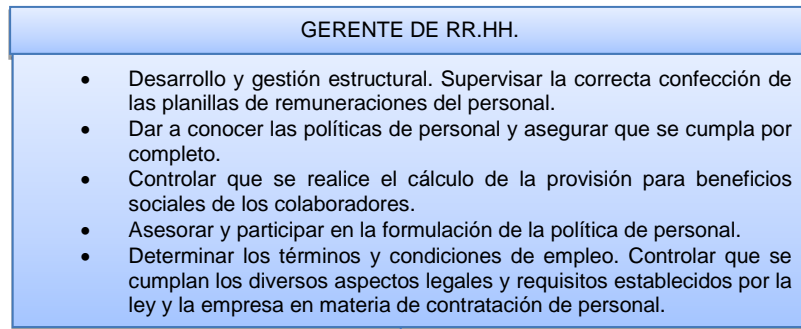 GERENTE DE RR.HH.
• Desarrollo y gestión estructural. Supervisar la correcta confección de
las planillas de remuneraciones del personal.
• Dar a conocer las políticas de personal y asegurar que se cumpla por
completo.
• Controlar que se realice el cálculo de la provisión para beneficios
sociales de los colaboradores.
• Asesorar y participar en la formulación de la política de personal.
• Determinar los términos y condiciones de empleo. Controlar que se
cumplan los diversos aspectos legales y requisitos establecidos por la
ley y la empresa en materia de contratación de personal.